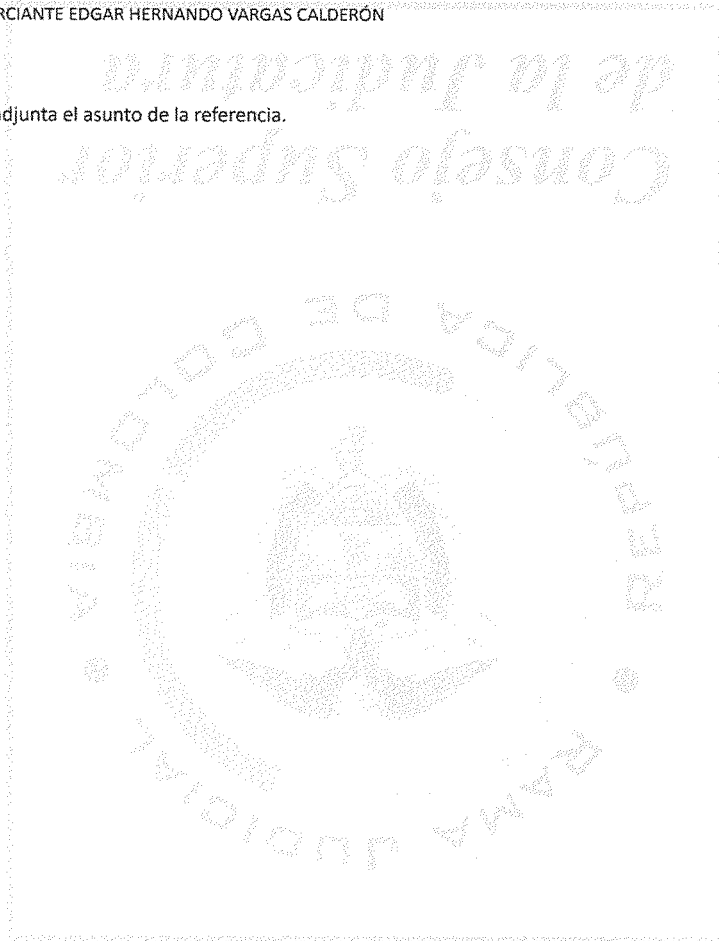 RCIANTE EDGAR HERNANDO VARGAS CALDERÓN
adjunta el asunto de la referencia.
Consejo Superior
de la Judicatura
REPUBLICA DE COLOMBIA
RAMA JUDICIAL